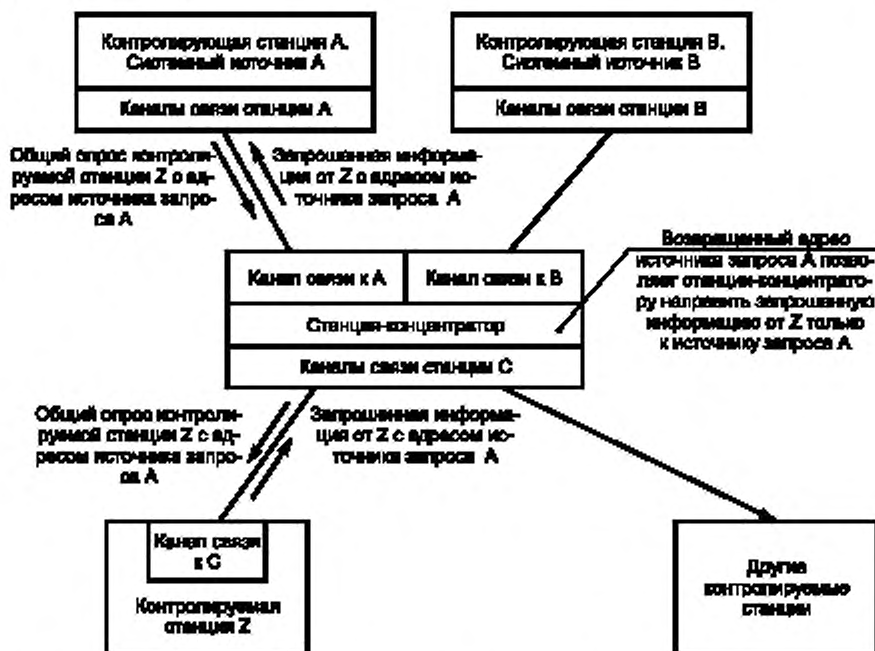 Контролирующая станция А.
Системный источник А
Каналы связи станции А
Контролирующая станция В.
Системный источник В
Каналы связи станции В
Общий опрос контроли-
руемой станции Z с ад-
ресом источника запро-
са А
Запрошенная информа-
ция от Z с адресом ис-
точника запроса А
Возвращенный адрес
источника запроса А позво-
ляет станции-концентрато-
ру направить запрошенную
информацию от Z только
к источнику запроса А
Канал связи к А
Канал связи к В
Станция-концентратор
Каналы связи станции С
Общий опрос контроли-
руемой станции Z с ад-
ресом источника запро-
са А
Запрошенная информа-
ция от Z с адресом ис-
точника запроса А
Канал связи
к С
Контролируемая
станция Z
Другие
контролируемые
станции